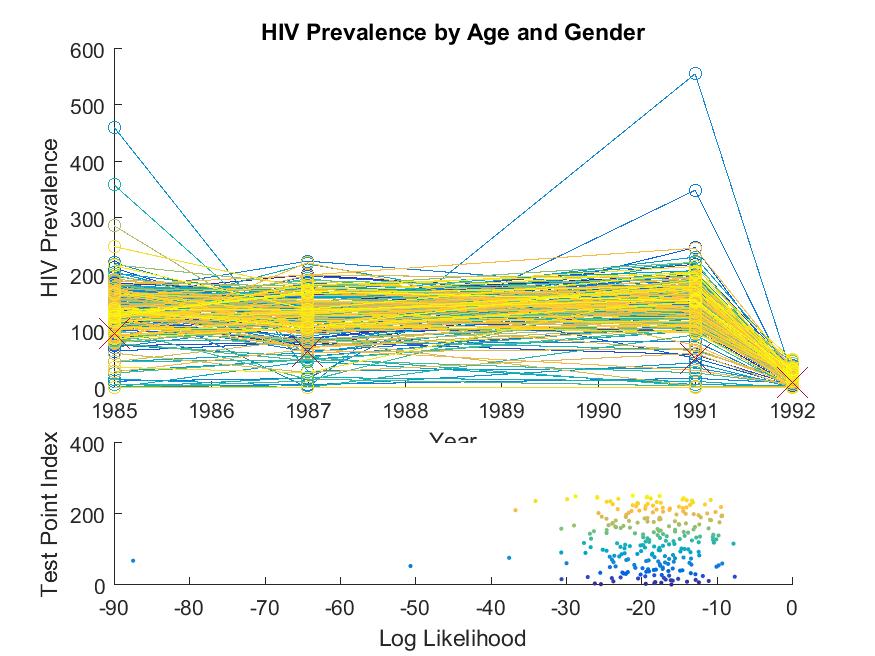 HIV Prevalence by Age and Gender
600
500
400
300
200
100
0
HIV Prevalence
1985 1986 1987 1988 1989 1990 1991 1992
Year
400
200
0
Test Point Index
-90 -80 -70 -60 -50 -40 -30 -20 -10 0
Log Likelihood